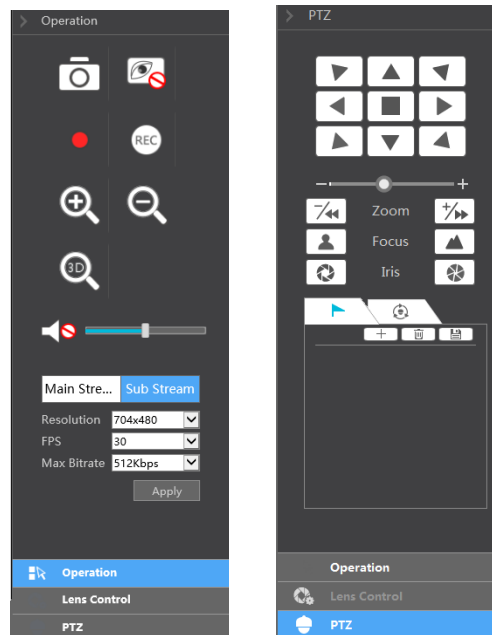 Operation
REC
3D
Main Stre... Sub Stream
Resolution 704x480
FPS 30
Max Bitrate 512Kbps
Apply
Operation
Lens Control
PTZ
PTZ
Zoom
Focus
Iris
Operation
Lens Control
PTZ